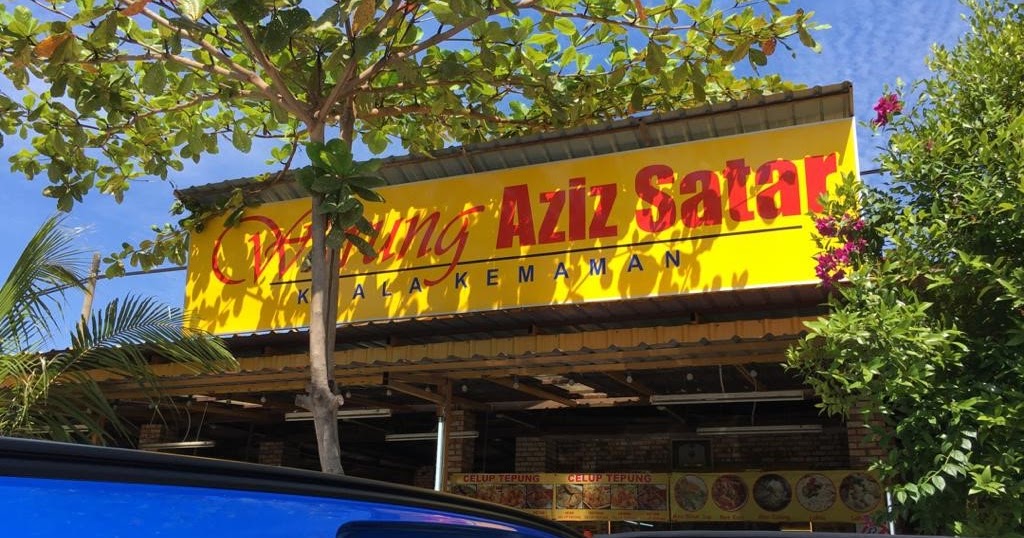 Warung Aziz Satar
KUALA KEMAMAN
CELUP TEPUNG
CELUP TEPUNG